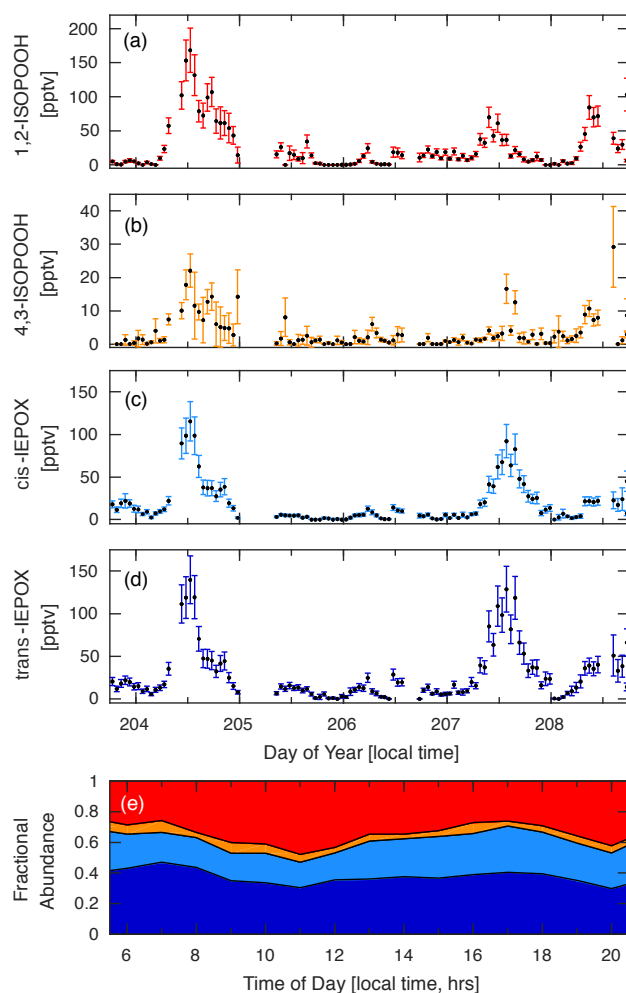 (a)
1,2-ISOPOOH
[pptv]
200
150
100
50
0
(b)
4,3-ISOPOOH
[pptv]
40
30
20
10
0
(c)
cis-IEPOX
[pptv]
150
100
50
0
(d)
trans-IEPOX
[pptv]
150
100
50
0
204 205 206 207 208
Day of Year [local time]
(e)
Fractional
Abundance
1
0.8
0.6
0.4
0.2
0
6 8 10 12 14 16 18 20
Time of Day [local time, hrs]